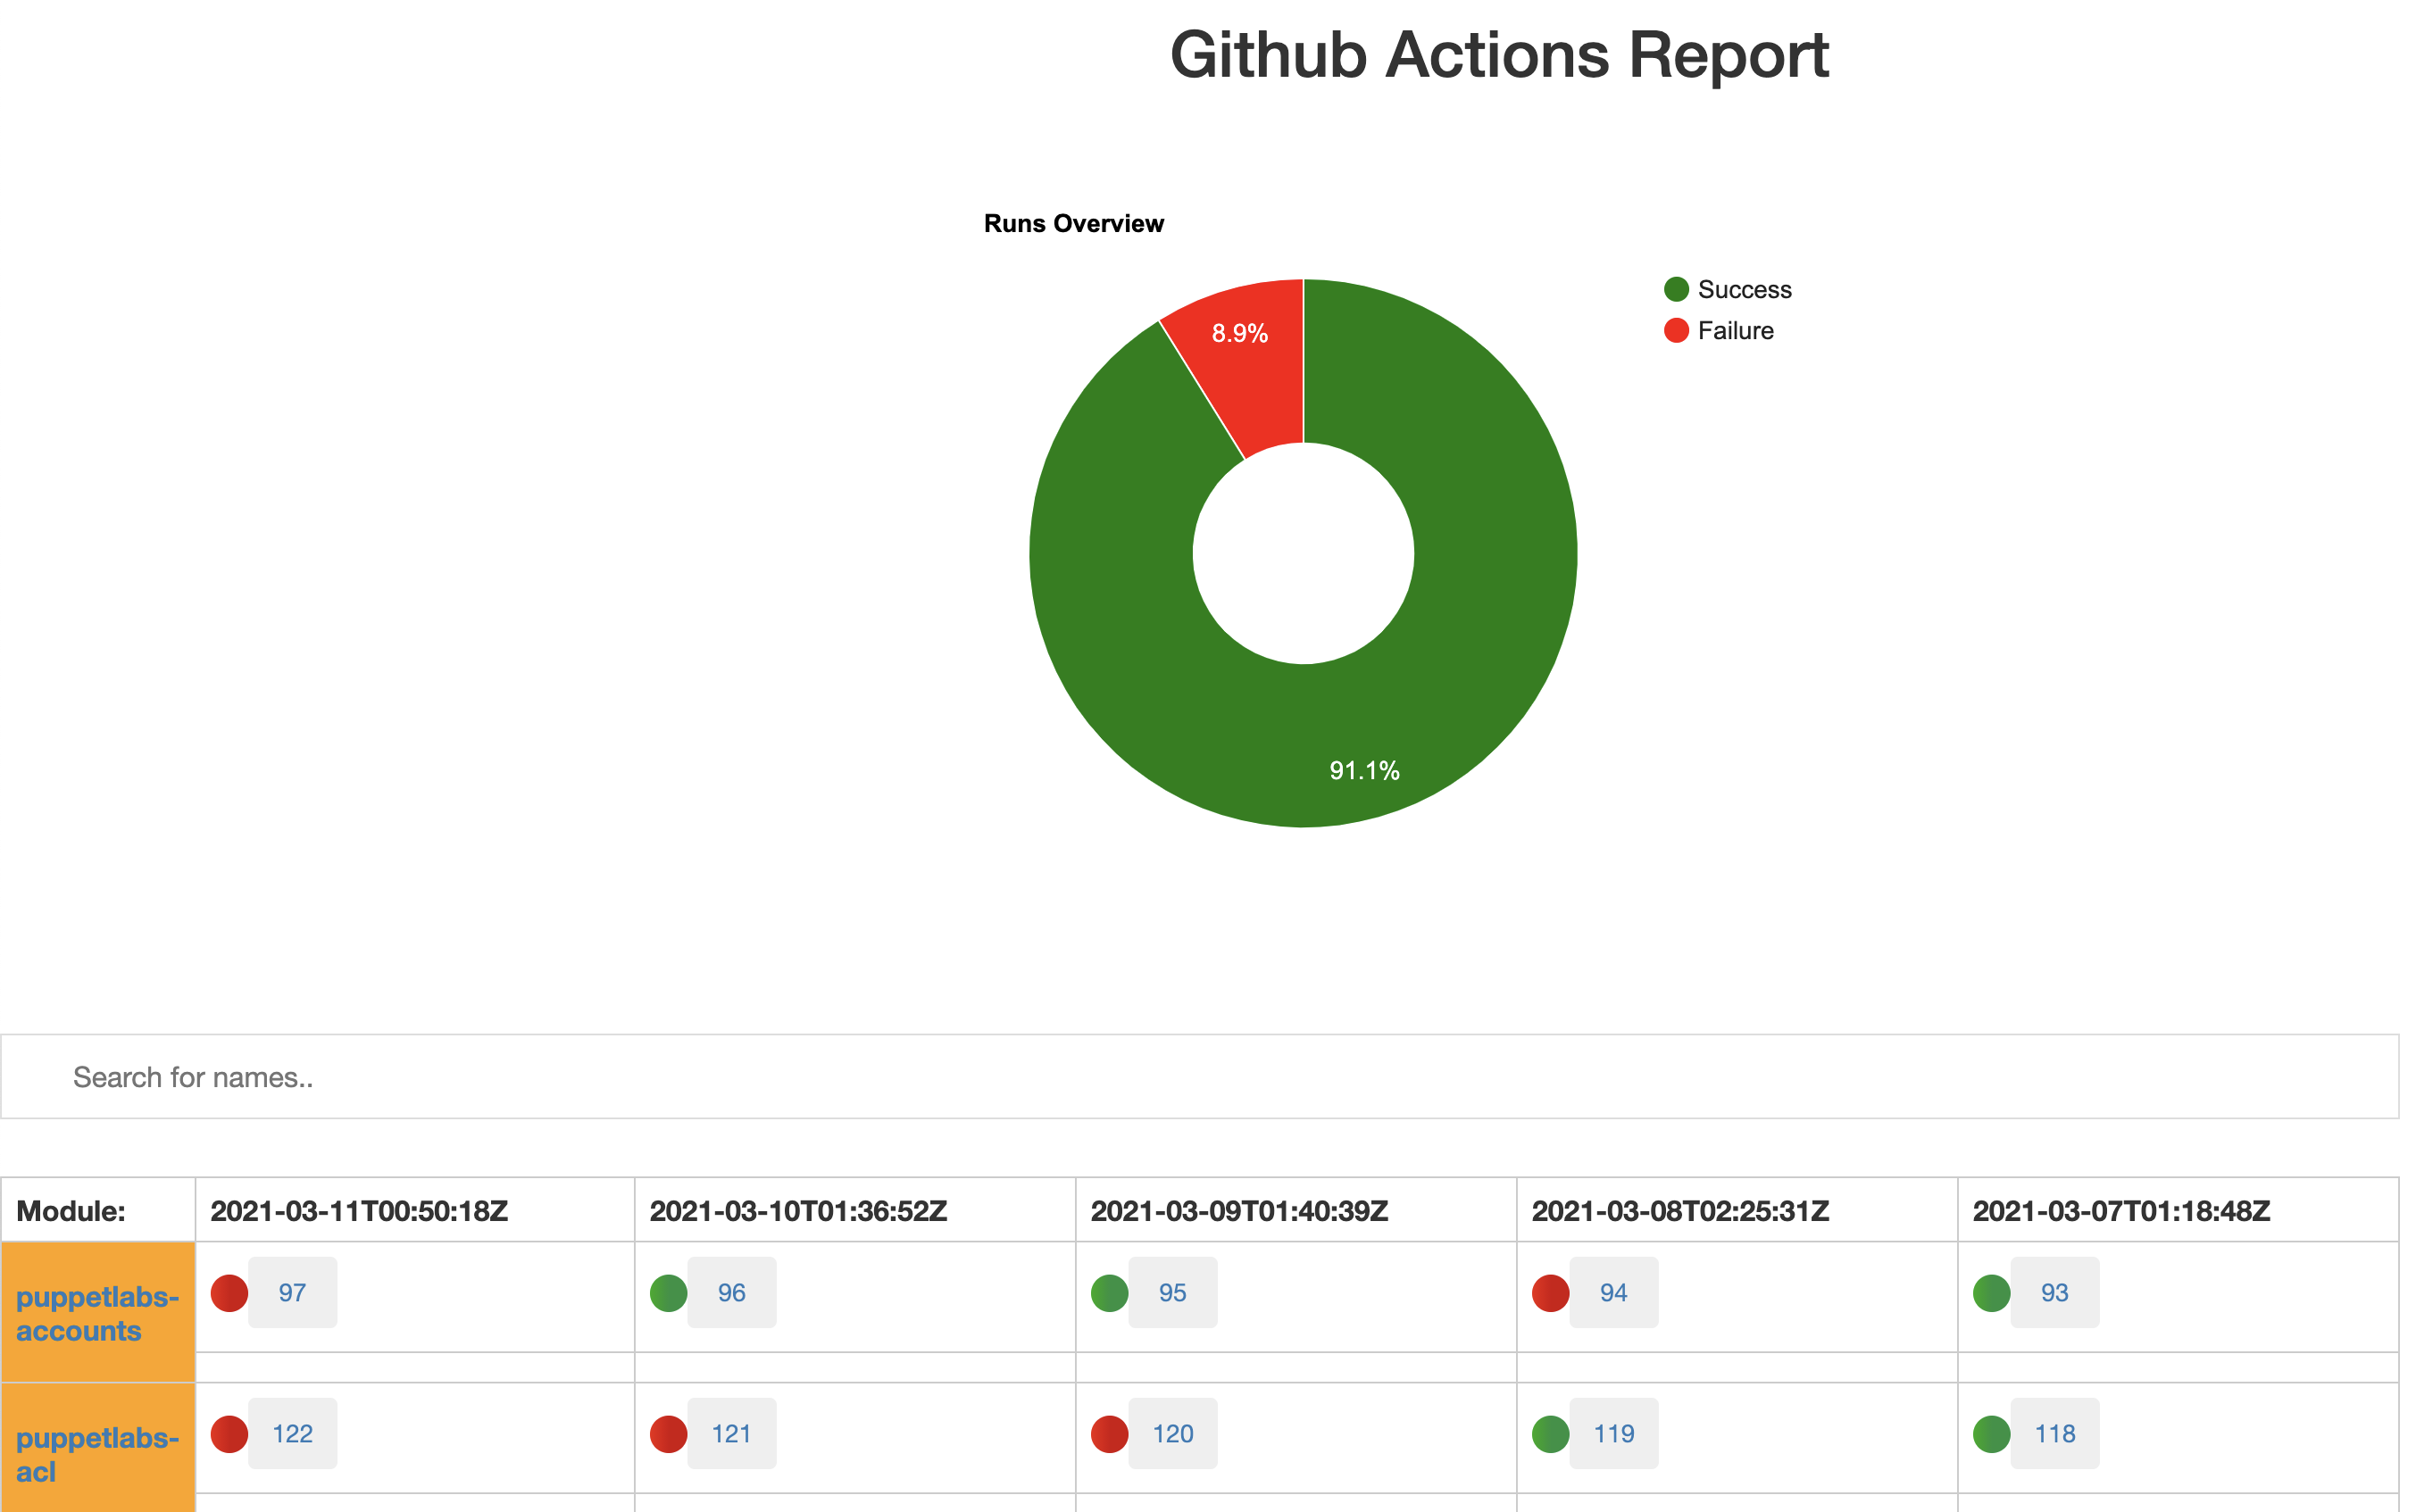 Github Actions Report
Runs Overview
Success
Failure
8.9%
91.1%
Search for names..
Module: 2021-03-11T00:50:18Z 2021-03-10T01:36:52Z 2021-03-09T01:40:39Z 2021-03-08T02:25:31Z 2021-03-07T01:18:48Z
puppetlabs-
accounts
97 96 95 94 93
puppetlabs-
acl
122 121 120 119 118